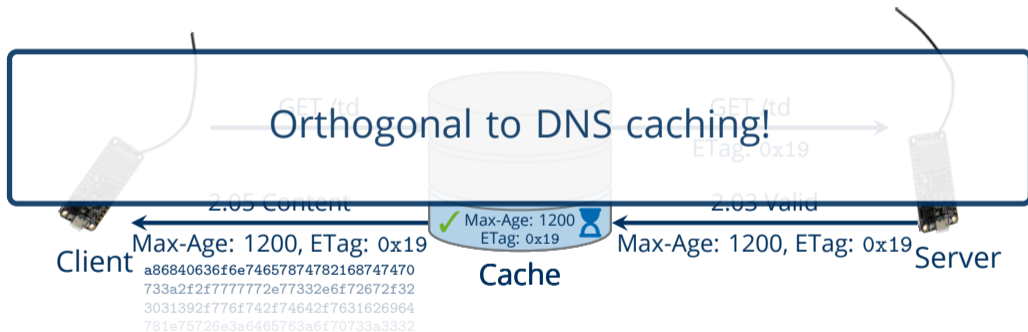 GET /td
GET /td
Orthogonal to DNS caching!
ETag: 0x19
2.05 Content
2.03 Valid
Max-Age: 1200
ETag: 0x19
Max-Age: 1200, ETag: 0x19
Max-Age: 1200, ETag: 0x19
Client
Cache
Server
a86840636f6e74657874782168747470
733a2f2f7777772e77332e6f72672f32
3031392f776f742f74642f7631626964
781e75726e3a6465763a6f70733a3332